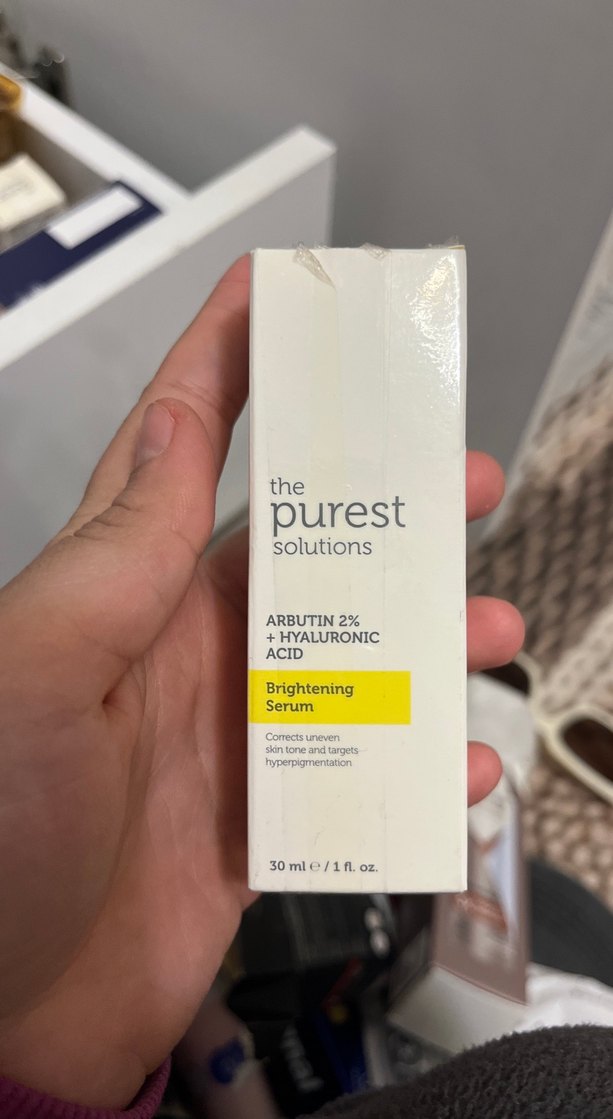 the
purest
solutions
ARBUTIN 2%
+ HYALURONIC
ACID
Brightening
Serum
Corrects uneven
skin tone and targets
hyperpigmentation
30 ml ℮ / 1 fl. oz.